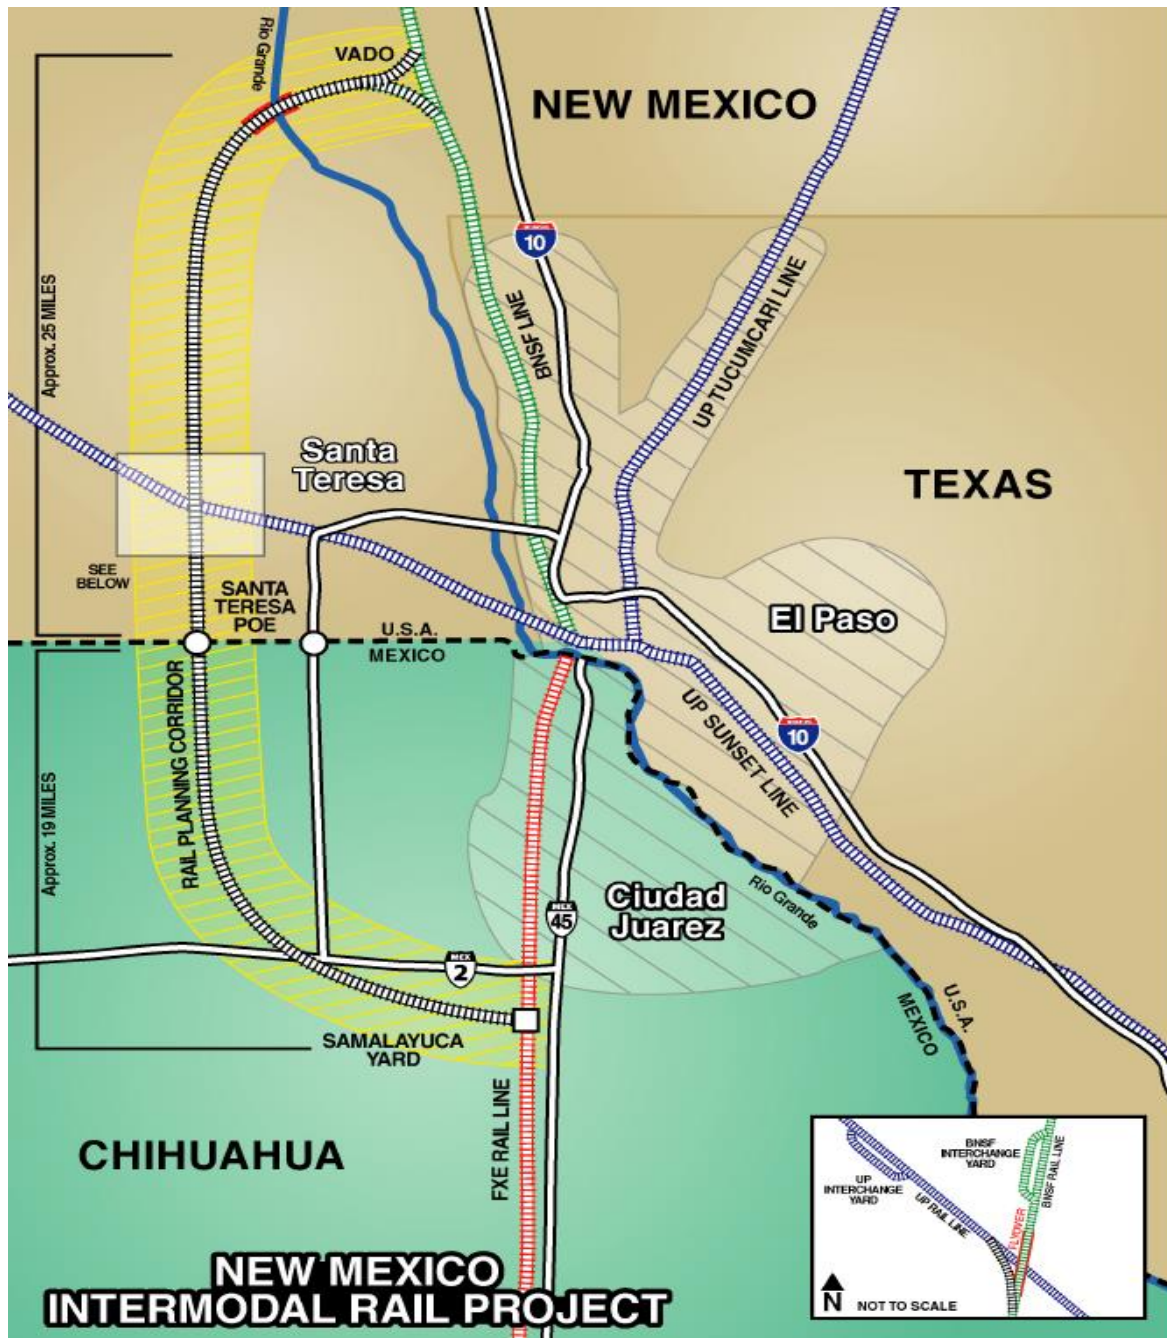 Rio Grande
VADO
NEW MEXICO
10
BNSF LINE
UP TUCUMCARI LINE
Approx. 25 MILES
Santa
Teresa
TEXAS
SEE
BELOW
SANTA
TERESA
POE
El Paso
U.S.A.
MEXICO
RAIL PLANNING CORRIDOR
UP SUNSET LINE
10
Approx. 19 MILES
Ciudad
Juarez
Rio Grande
MEX
45
MEX
2
U.S.A.
MEXICO
SAMALAYUCA
YARD
FXE RAIL LINE
CHIHUAHUA
BNSF
INTERCHANGE
YARD
BNSF RAIL LINE
UP
INTERCHANGE
YARD
UP RAIL LINE
FLYOVER
N
NOT TO SCALE
NEW MEXICO
INTERMODAL RAIL PROJECT